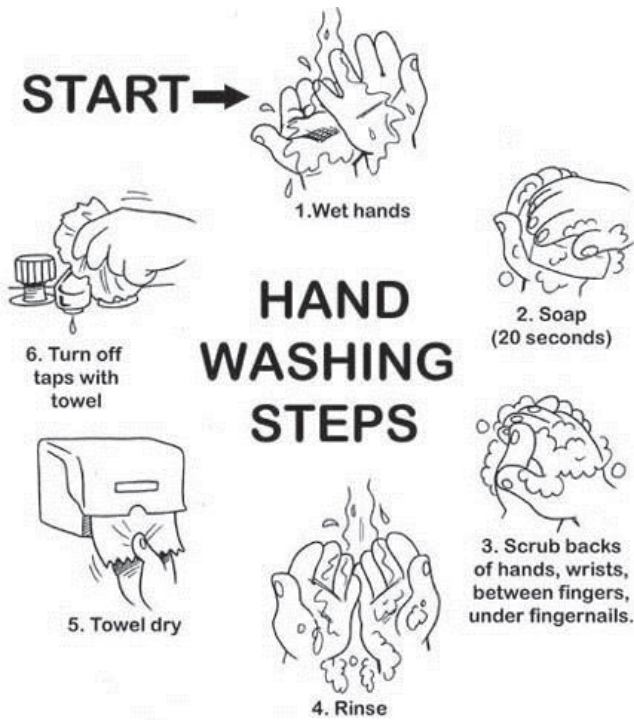 START
1.Wet hands
2. Soap
(20 seconds)
3. Scrub backs
of hands, wrists,
between fingers,
under fingernails.
4. Rinse
5. Towel dry
6. Turn off
taps with
towel
HAND
WASHING
STEPS